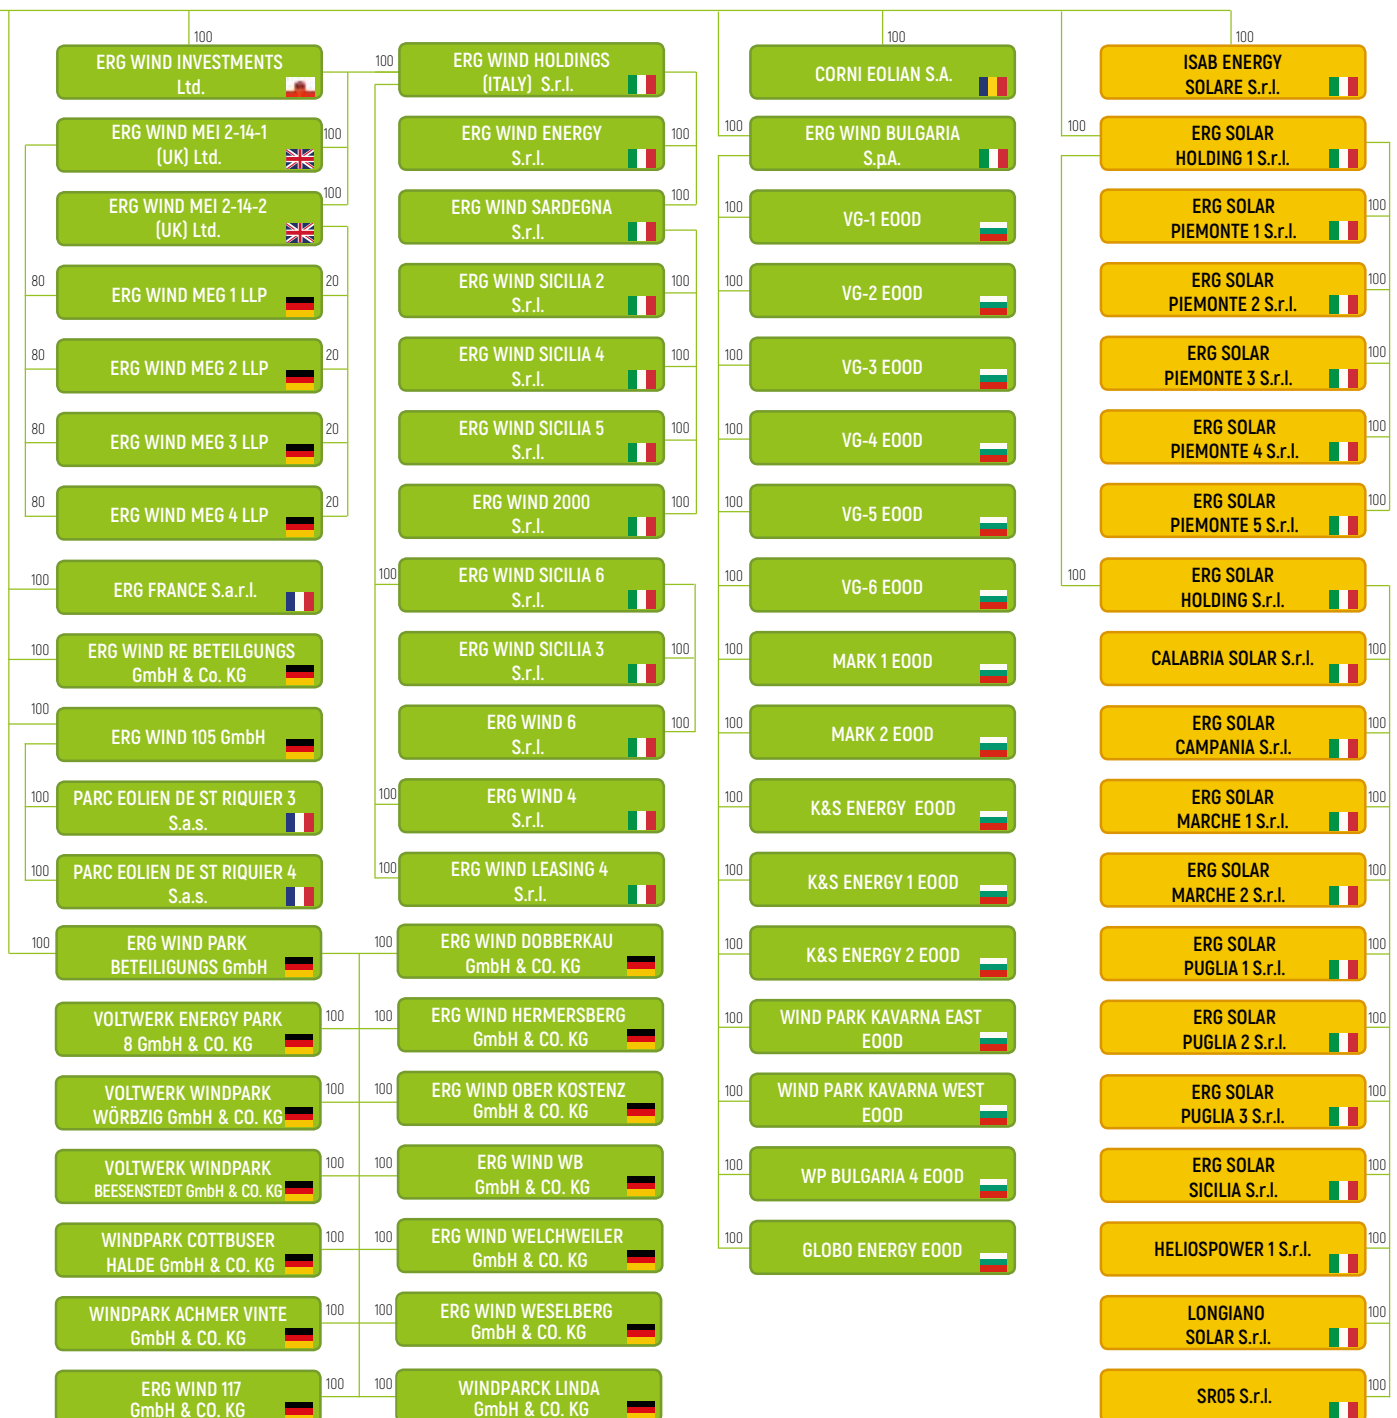 100
ERG WIND INVESTMENTS
Ltd.
100
ERG WIND MEI 2-14-1
(UK) Ltd.
100
ERG WIND MEI 2-14-2
(UK) Ltd.
80
ERG WIND MEG 1 LLP
20
80
ERG WIND MEG 2 LLP
20
80
ERG WIND MEG 3 LLP
20
80
ERG WIND MEG 4 LLP
20
100
ERG FRANCE S.a.r.l.
100
ERG WIND RE BETEILGUNGS
GmbH & Co. KG
100
ERG WIND 105 GmbH
100
PARC EOLIEN DE ST RIQUIER 3
S.a.s.
100
PARC EOLIEN DE ST RIQUIER 4
S.a.s.
100
ERG WIND PARK
BETEILIGUNGS GmbH
VOLTWERK ENERGY PARK
8 GmbH & CO. KG
100
VOLTWERK WINDPARK
WÖRBZIG GmbH & CO. KG
100
VOLTWERK WINDPARK
BEESENSTEDT GmbH & CO. KG
100
WINDPARK COTTBUSER
HALDE GmbH & CO. KG
100
WINDPARK ACHMER VINTE
GmbH & CO. KG
100
ERG WIND 117
GmbH & CO. KG
100
100
ERG WIND HOLDINGS
(ITALY) S.r.l.
ERG WIND ENERGY
S.r.l.
100
ERG WIND SARDEGNA
S.r.l.
100
ERG WIND SICILIA 2
S.r.l.
100
ERG WIND SICILIA 4
S.r.l.
100
ERG WIND SICILIA 5
S.r.l.
100
ERG WIND 2000
S.r.l.
100
100
ERG WIND SICILIA 6
S.r.l.
ERG WIND SICILIA 3
S.r.l.
100
ERG WIND 6
S.r.l.
100
100
ERG WIND 4
S.r.l.
100
ERG WIND LEASING 4
S.r.l.
100
ERG WIND DOBBERKAU
GmbH & CO. KG
100
ERG WIND HERMERSBERG
GmbH & CO. KG
100
ERG WIND OBER KOSTENZ
GmbH & CO. KG
100
ERG WIND WB
GmbH & CO. KG
100
ERG WIND WELCHWEILER
GmbH & CO. KG
100
ERG WIND WESELBERG
GmbH & CO. KG
100
WINDPARCK LINDA
GmbH & CO. KG
100
CORNI EOLIAN S.A.
100
ERG WIND BULGARIA
S.p.A.
100
VG-1 EOOD
100
VG-2 EOOD
100
VG-3 EOOD
100
VG-4 EOOD
100
VG-5 EOOD
100
VG-6 EOOD
100
MARK 1 EOOD
100
MARK 2 EOOD
100
K&S ENERGY EOOD
100
K&S ENERGY 1 EOOD
100
K&S ENERGY 2 EOOD
100
WIND PARK KAVARNA EAST
EOOD
100
WIND PARK KAVARNA WEST
EOOD
100
WP BULGARIA 4 EOOD
100
GLOBO ENERGY EOOD
100
ISAB ENERGY
SOLARE S.r.l.
100
ERG SOLAR
HOLDING 1 S.r.l.
ERG SOLAR
PIEMONTE 1 S.r.l.
100
ERG SOLAR
PIEMONTE 2 S.r.l.
100
ERG SOLAR
PIEMONTE 3 S.r.l.
100
ERG SOLAR
PIEMONTE 4 S.r.l.
100
ERG SOLAR
PIEMONTE 5 S.r.l.
100
100
ERG SOLAR
HOLDING S.r.l.
CALABRIA SOLAR S.r.l.
100
ERG SOLAR
CAMPANIA S.r.l.
100
ERG SOLAR
MARCHE 1 S.r.l.
100
ERG SOLAR
MARCHE 2 S.r.l.
100
ERG SOLAR
PUGLIA 1 S.r.l.
100
ERG SOLAR
PUGLIA 2 S.r.l.
100
ERG SOLAR
PUGLIA 3 S.r.l.
100
ERG SOLAR
SICILIA S.r.l.
100
HELIOSPOWER 1 S.r.l.
100
LONGIANO
SOLAR S.r.l.
100
SR05 S.r.l.
100